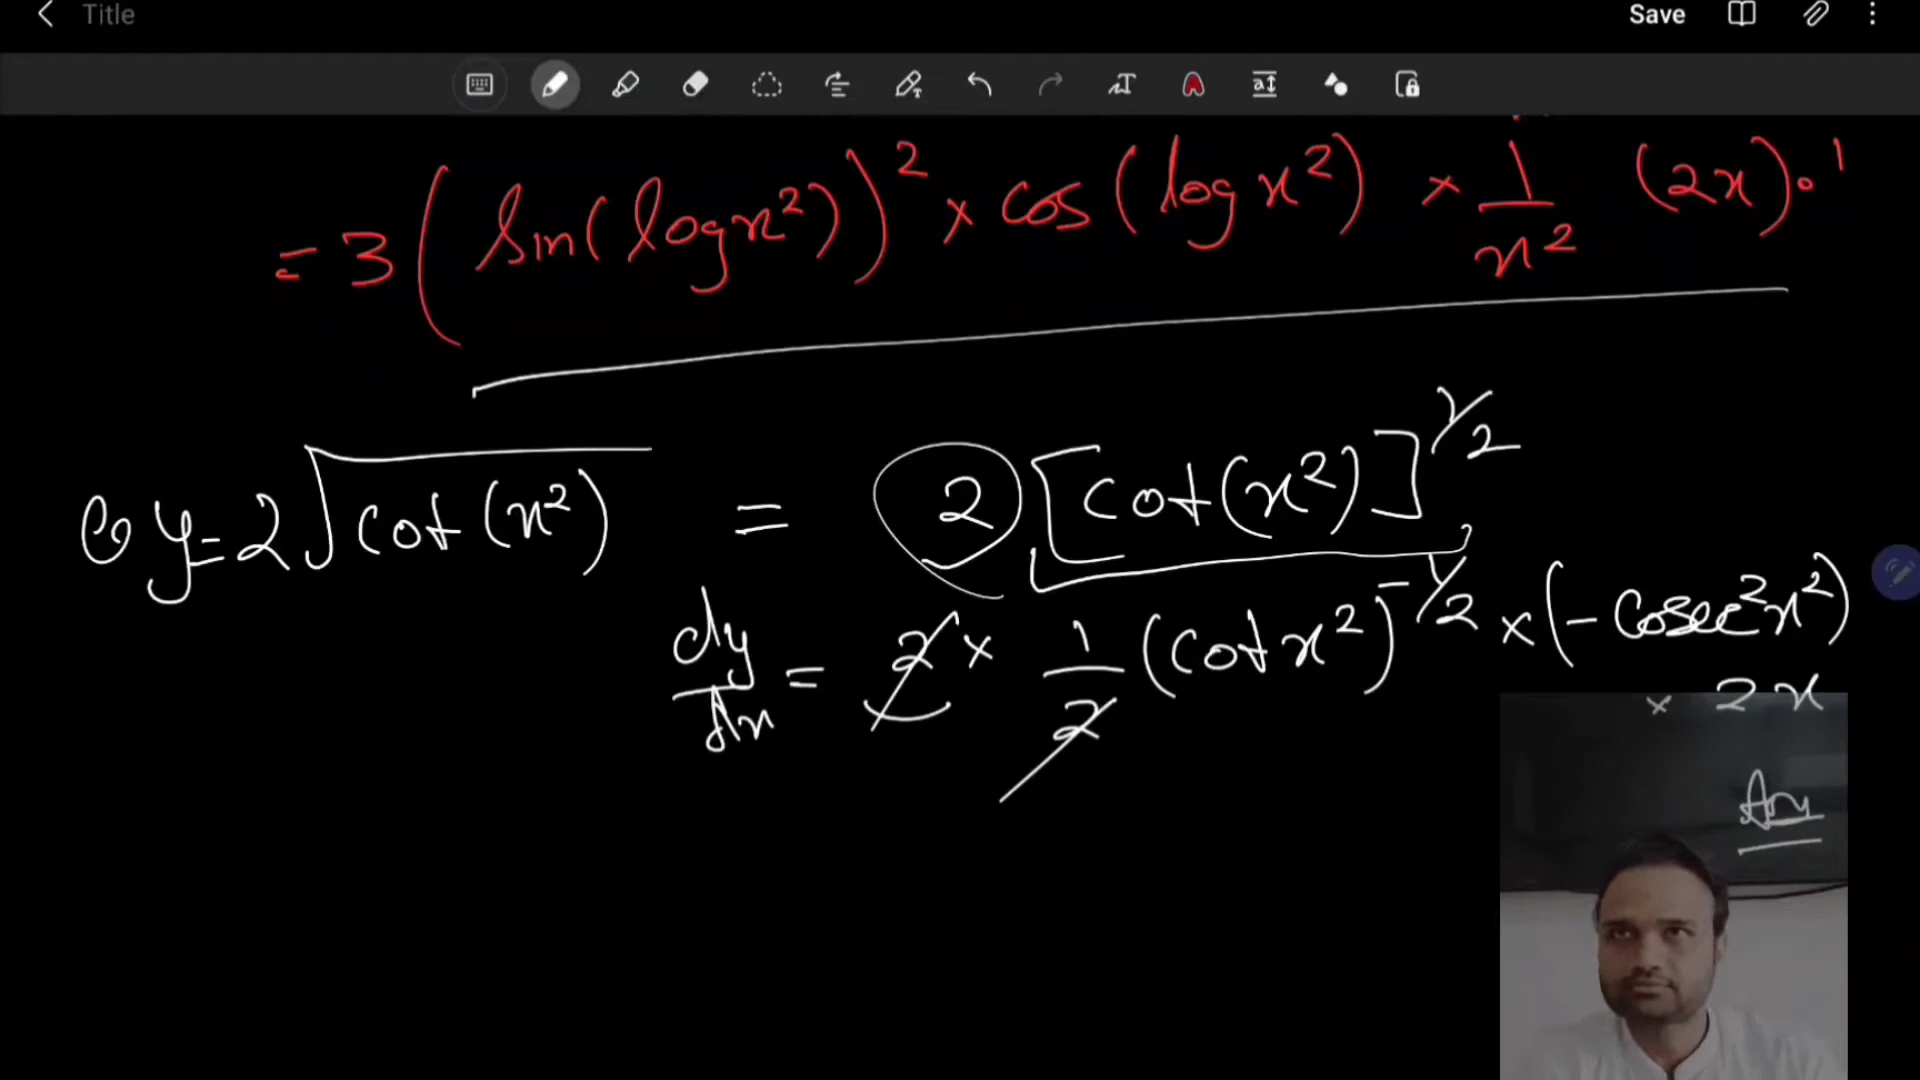 Title
Save
= 3 (sin(log x²))² × cos(log x²) × 1/x² (2x) · 1
y = 2√cot(x²) = 2 [cot(x²)]^1/2
dy/dx = 2 × 1/2 (cot x²)^-1/2 × (- cosec² x²)
× 2x
Ans